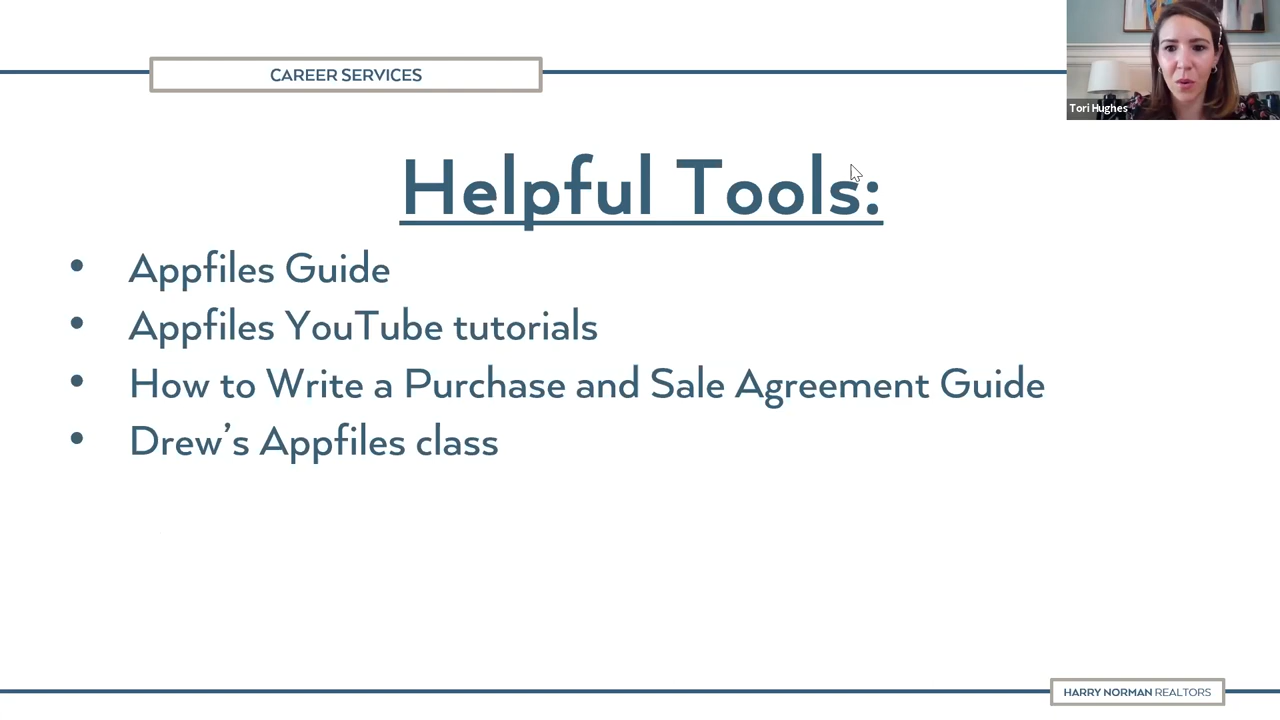 CAREER SERVICES
Tori Hughes
Helpful Tools:
• Appfiles Guide
• Appfiles YouTube tutorials
• How to Write a Purchase and Sale Agreement Guide
• Drew’s Appfiles class
HARRY NORMAN REALTORS